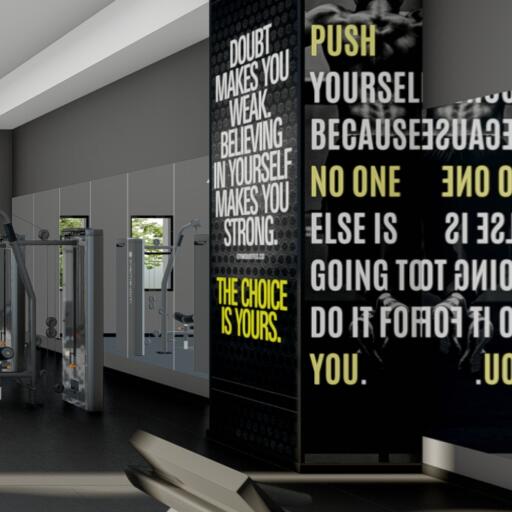 DOUBT
MAKES YOU
WEAK.
BELIEVING
IN YOURSELF
MAKES YOU
STRONG.
THE CHOICE
IS YOURS.
PUSH
YOURSELF
BECAUSE
NO ONE
ELSE IS
GOING TO
DO IT FOR
YOU.